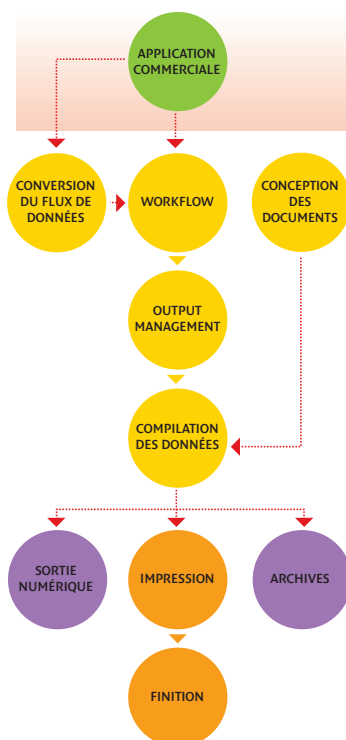 APPLICATION
COMMERCIALE
CONVERSION
DU FLUX DE
DONNÉES
WORKFLOW
CONCEPTION
DES
DOCUMENTS
OUTPUT
MANAGEMENT
COMPILATION
DES DONNÉES
SORTIE
NUMÉRIQUE
IMPRESSION
ARCHIVES
FINITION